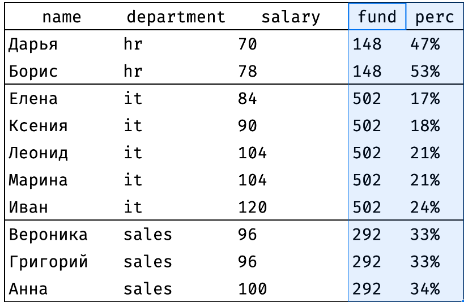 name department salary fund perc
Дарья hr 70 148 47%
Борис hr 78 148 53%
Елена it 84 502 17%
Ксения it 90 502 18%
Леонид it 104 502 21%
Марина it 104 502 21%
Иван it 120 502 24%
Вероника sales 96 292 33%
Григорий sales 96 292 33%
Анна sales 100 292 34%